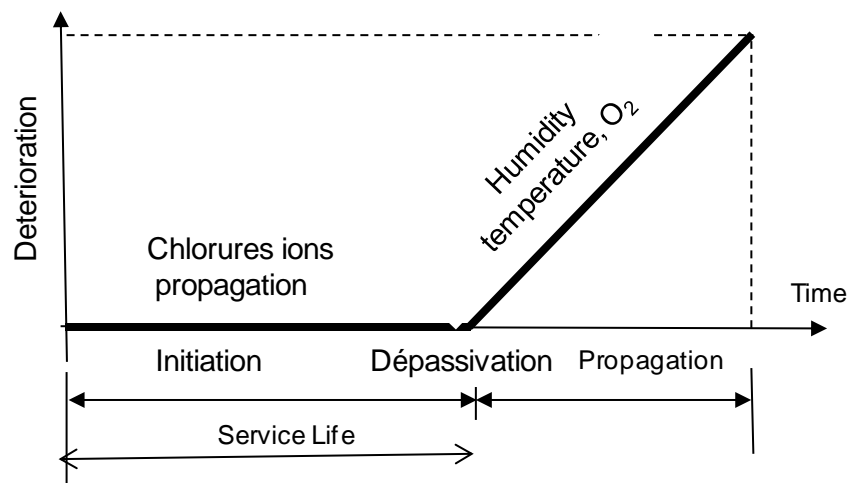 Deterioration
Humidity
temperature, O₂
Chlorures ions
propagation
Time
Initiation
Dépassivation
Propagation
Service Life